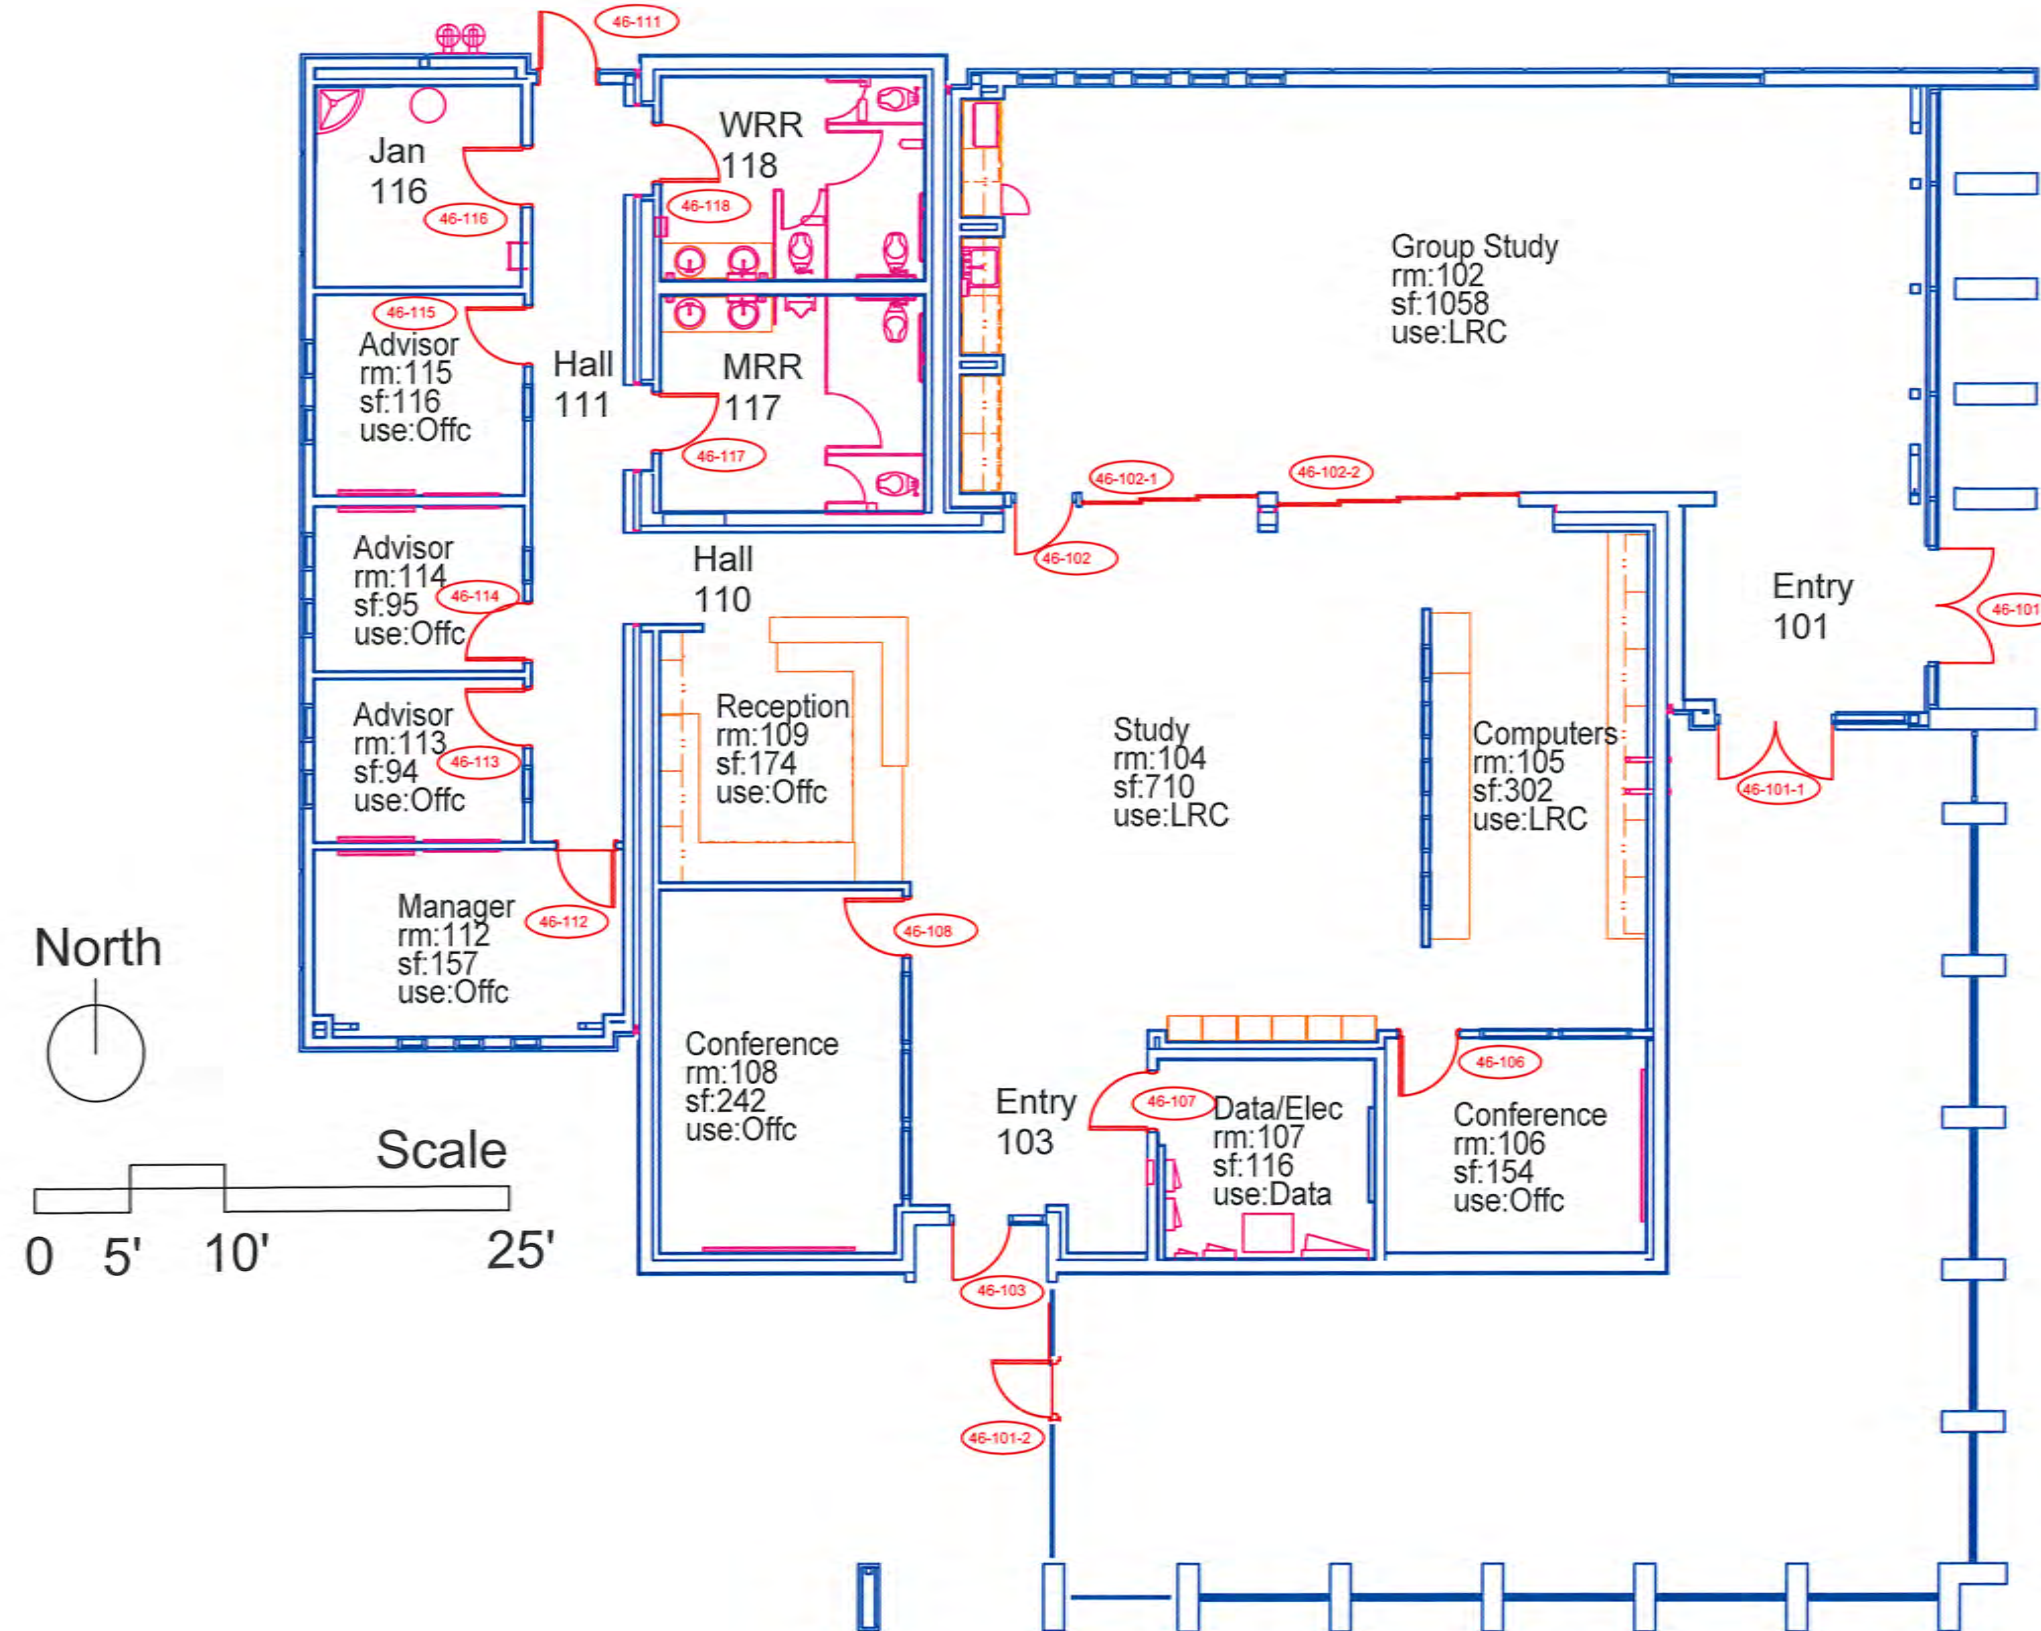 46-111
WRR
118
Jan
116
46-118
46-116
Group Study
rm:102
sf:1058
use:LRC
46-115
Advisor
rm:115
sf:116
use:Offc
Hall
111
MRR
117
46-117
46-102-1
46-102-2
Advisor
rm:114
sf:95
use:Offc
46-114
Hall
110
46-102
Entry
101
46-101
Advisor
rm:113
sf:94
use:Offc
46-113
Reception
rm:109
sf:174
use:Offc
Study
rm:104
sf:710
use:LRC
Computers
rm:105
sf:302
use:LRC
46-101-1
Manager
rm:112
sf:157
use:Offc
46-112
46-108
North
Conference
rm:108
sf:242
use:Offc
Entry
103
46-107
Data/Elec
rm:107
sf:116
use:Data
46-106
Conference
rm:106
sf:154
use:Offc
Scale
0 5' 10' 25'
46-103
46-101-2